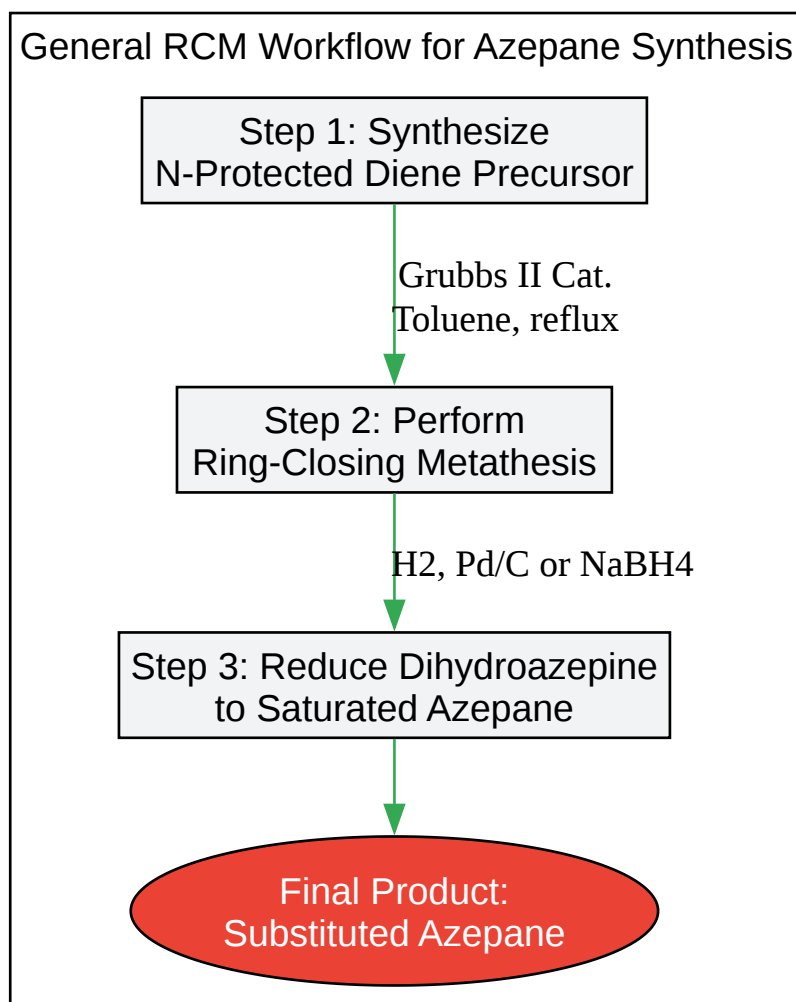 General RCM Workflow for Azepane Synthesis
Step 1: Synthesize
N-Protected Diene Precursor
Grubbs II Cat.
Toluene, reflux
Step 2: Perform
Ring-Closing Metathesis
H2, Pd/C or NaBH4
Step 3: Reduce Dihydroazepine
to Saturated Azepane
Final Product:
Substituted Azepane